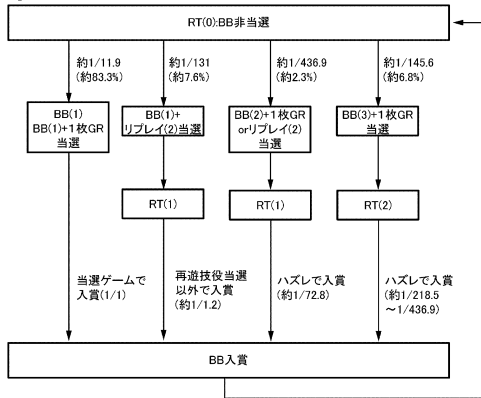 RT(0):BB非当選
約1/11.9
(約83.3%)
約1/131
(約7.6%)
約1/436.9
(約2.3%)
約1/145.6
(約6.8%)
BB(1)
BB(1)+1枚GR
当選
BB(1)+
リプレイ(2)当選
BB(2)+1枚GR
orリプレイ(2)
当選
BB(3)+1枚GR
当選
RT(1)
RT(1)
RT(2)
当選ゲームで
入賞(1/1)
再遊技役当選
以外で入賞
(約1/1.2)
ハズレで入賞
(約1/72.8)
ハズレで入賞
(約1/218.5
～1/436.9)
BB入賞